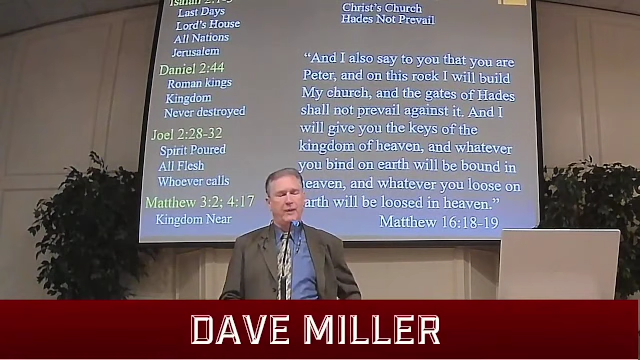 Isaiah 2:1-5
Last Days
Lord's House
All Nations
Jerusalem
Daniel 2:44
Roman kings
Kingdom
Never destroyed
Joel 2:28-32
Spirit Poured
All Flesh
Whoever calls
Matthew 3:2; 4:17
Kingdom Near
Christ's Church
Hades Not Prevail
“And I also say to you that you are
Peter, and on this rock I will build
My church, and the gates of Hades
shall not prevail against it. And I
will give you the keys of the
kingdom of heaven, and whatever
you bind on earth will be bound in
heaven, and whatever you loose on
earth will be loosed in heaven.”
Matthew 16:18-19
DAVE MILLER